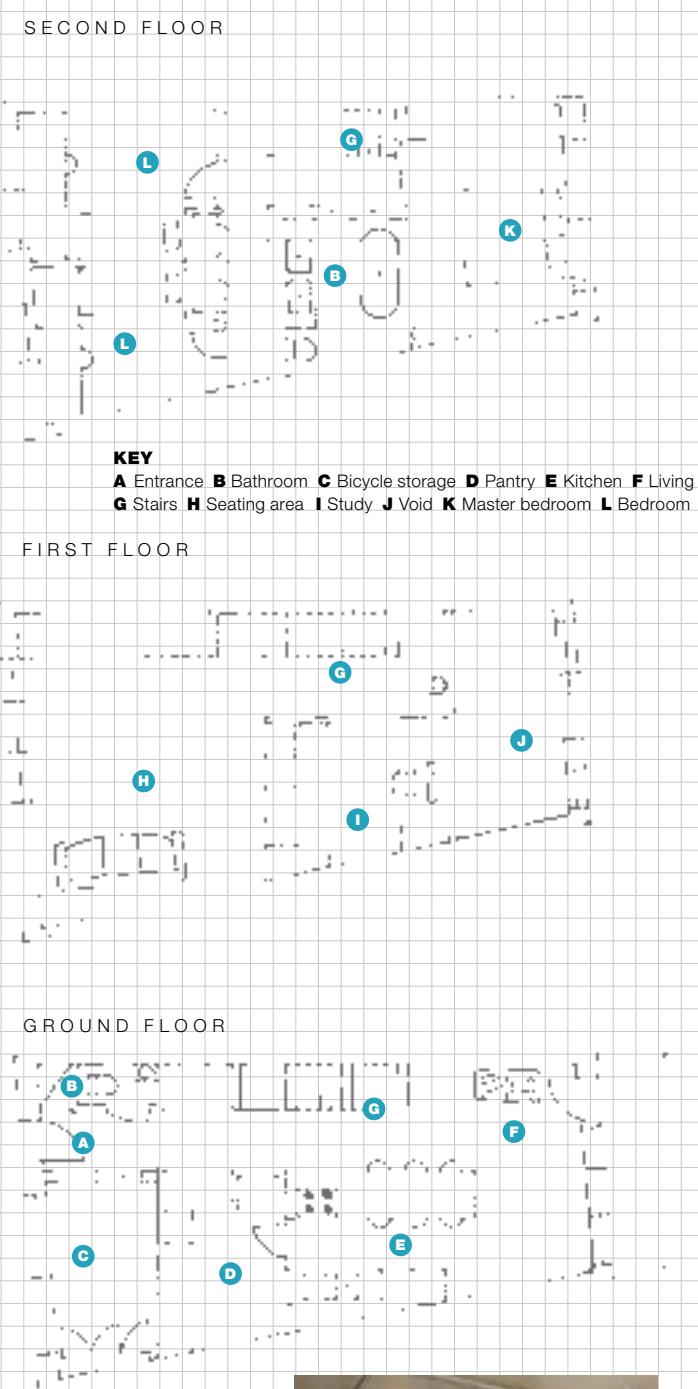 SECOND FLOOR
L
G
K
B
L
KEY
A Entrance B Bathroom C Bicycle storage D Pantry E Kitchen F Living
G Stairs H Seating area I Study J Void K Master bedroom L Bedroom
FIRST FLOOR
G
J
H
I
GROUND FLOOR
B
G
A
F
E
C
D